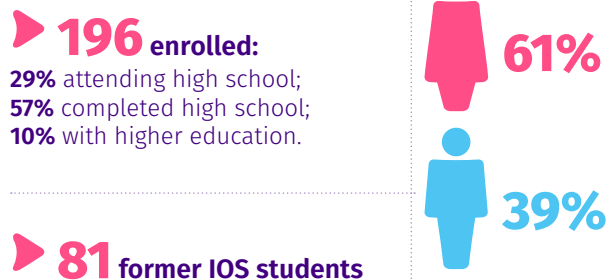 196 enrolled:
29% attending high school;
57% completed high school;
10% with higher education.
81 former IOS students
61%
39%